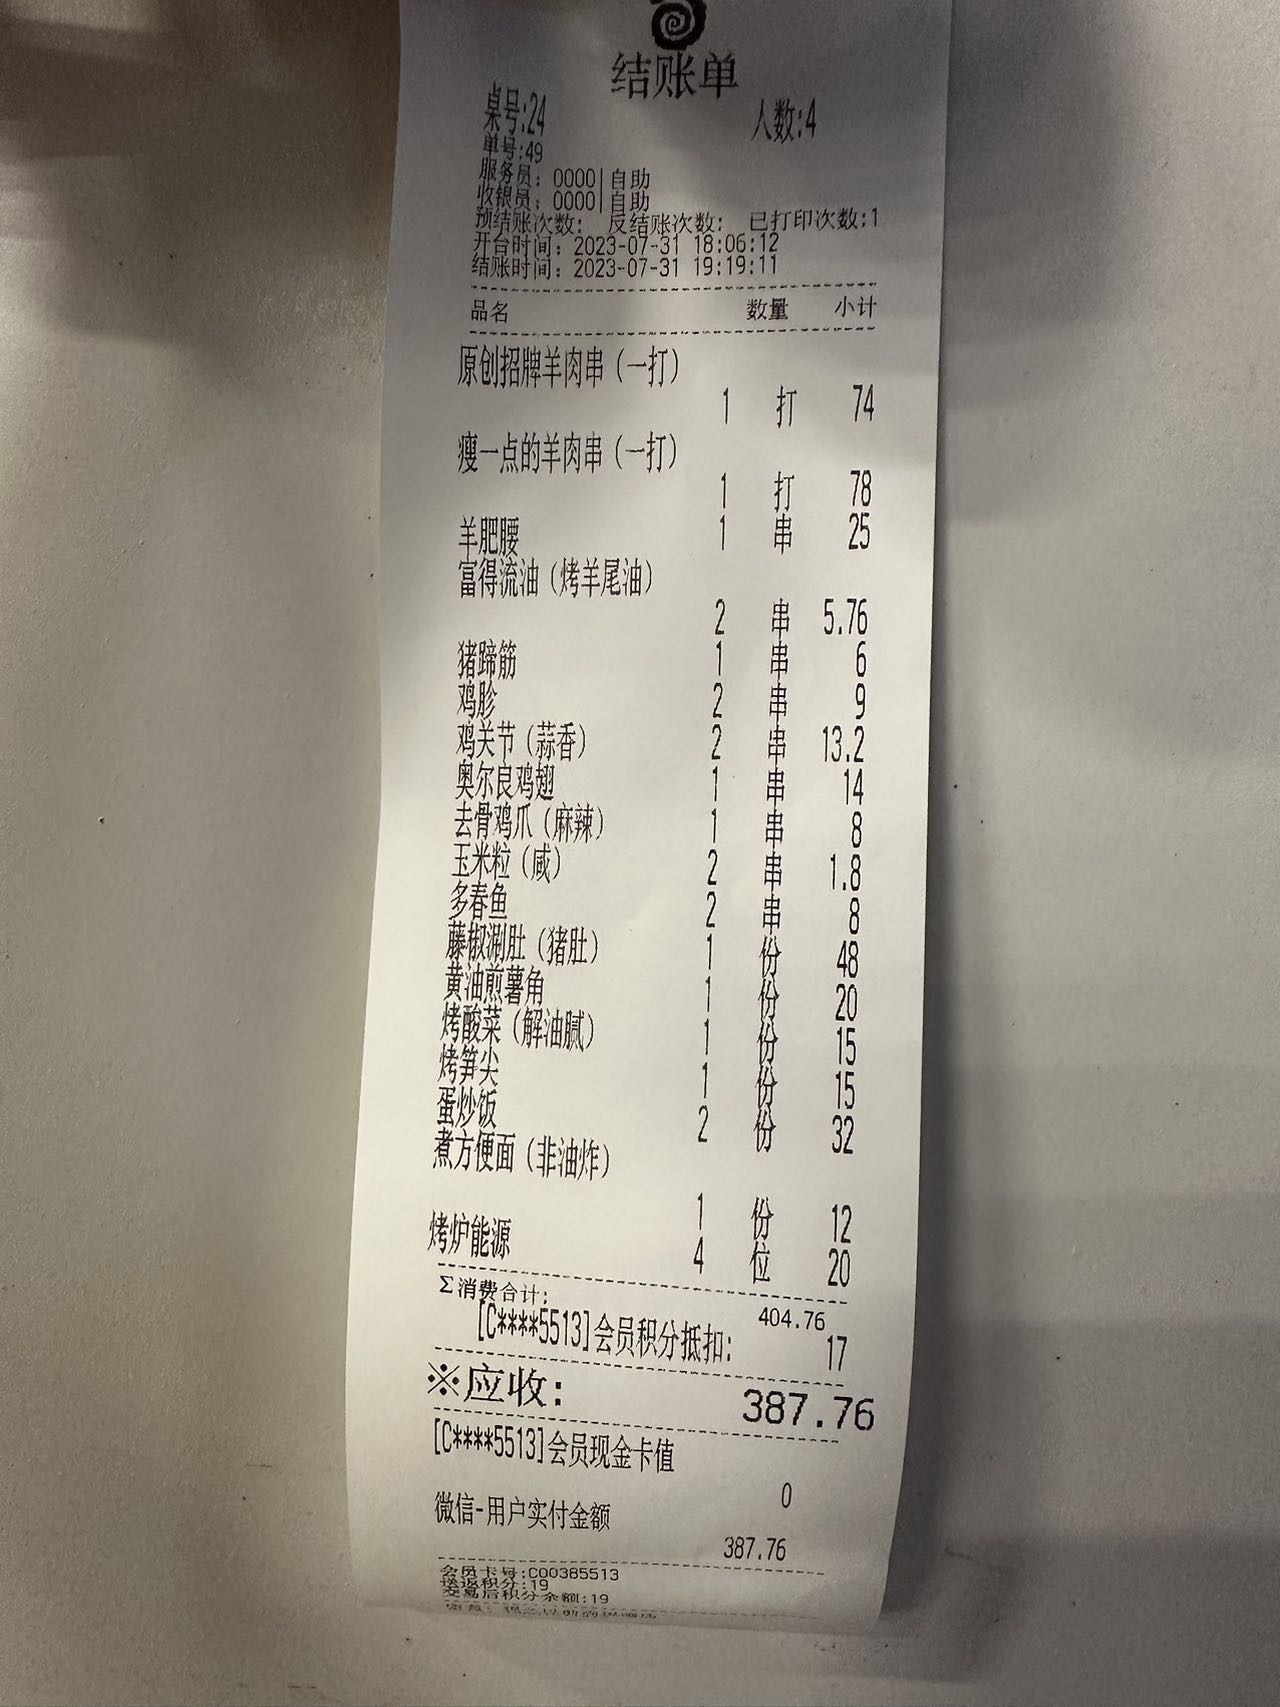 结账单
桌号:24 人数:4
单号:49
服务员: 0000|自助
收银员: 0000|自助
预结账次数: 反结账次数: 已打印次数:1
开台时间: 2023-07-31 18:06:12
结账时间: 2023-07-31 19:19:11
品名 数量 小计
原创招牌羊肉串(一打)
1 打 74
瘦一点的羊肉串(一打)
1 打 78
羊肥腰 1 串 25
富得流油(烤羊尾油)
2 串 5.76
猪蹄筋 1 串 6
鸡胗 2 串 9
鸡关节(蒜香) 2 串 13.2
奥尔良鸡翅 1 串 14
去骨鸡爪(麻辣) 1 串 8
玉米粒(咸) 2 串 1.8
多春鱼 2 串 8
藤椒涮肚(猪肚) 1 份 48
黄油煎薯角 1 份 20
烤酸菜(解油腻) 1 份 15
烤笋尖 1 份 15
蛋炒饭 2 份 32
煮方便面(非油炸)
1 份 12
烤炉能源 4 位 20
Σ消费合计: 404.76
[C****5513]会员积分抵扣: 17
※应收: 387.76
[C****5513]会员现金卡值
0
微信-用户实付金额
387.76
会员卡号:C00385513
送返积分:19
交易后积分余额:19